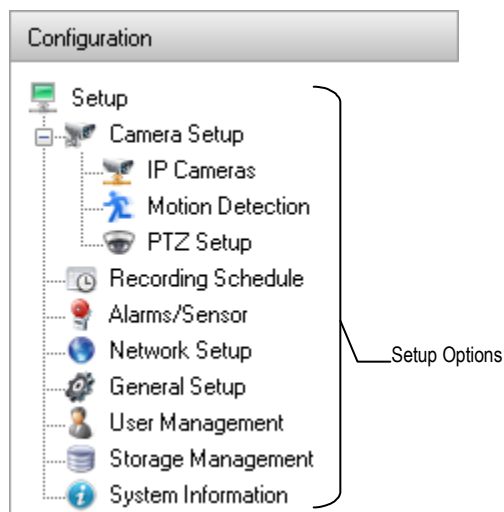 Configuration
Setup
Camera Setup
IP Cameras
Motion Detection
PTZ Setup
Recording Schedule
Alarms/Sensor
Network Setup
Setup Options
General Setup
User Management
Storage Management
System Information